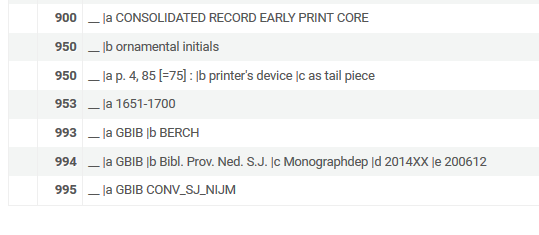 900 __ |a CONSOLIDATED RECORD EARLY PRINT CORE
950 __ |b ornamental initials
950 __ |a p. 4, 85 [=75] : |b printer's device |c as tail piece
953 __ |a 1651-1700
993 __ |a GBIB |b BERCH
994 __ |a GBIB |b Bibl. Prov. Ned. S.J. |c Monographdep |d 2014XX |e 200612
995 __ |a GBIB CONV_SJ_NIJM